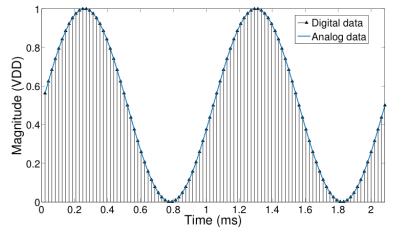 Digital data
Analog data
Magnitude (VDD)
1
0.8
0.6
0.4
0.2
0
0 0.2 0.4 0.6 0.8 1 1.2 1.4 1.6 1.8 2
Time (ms)